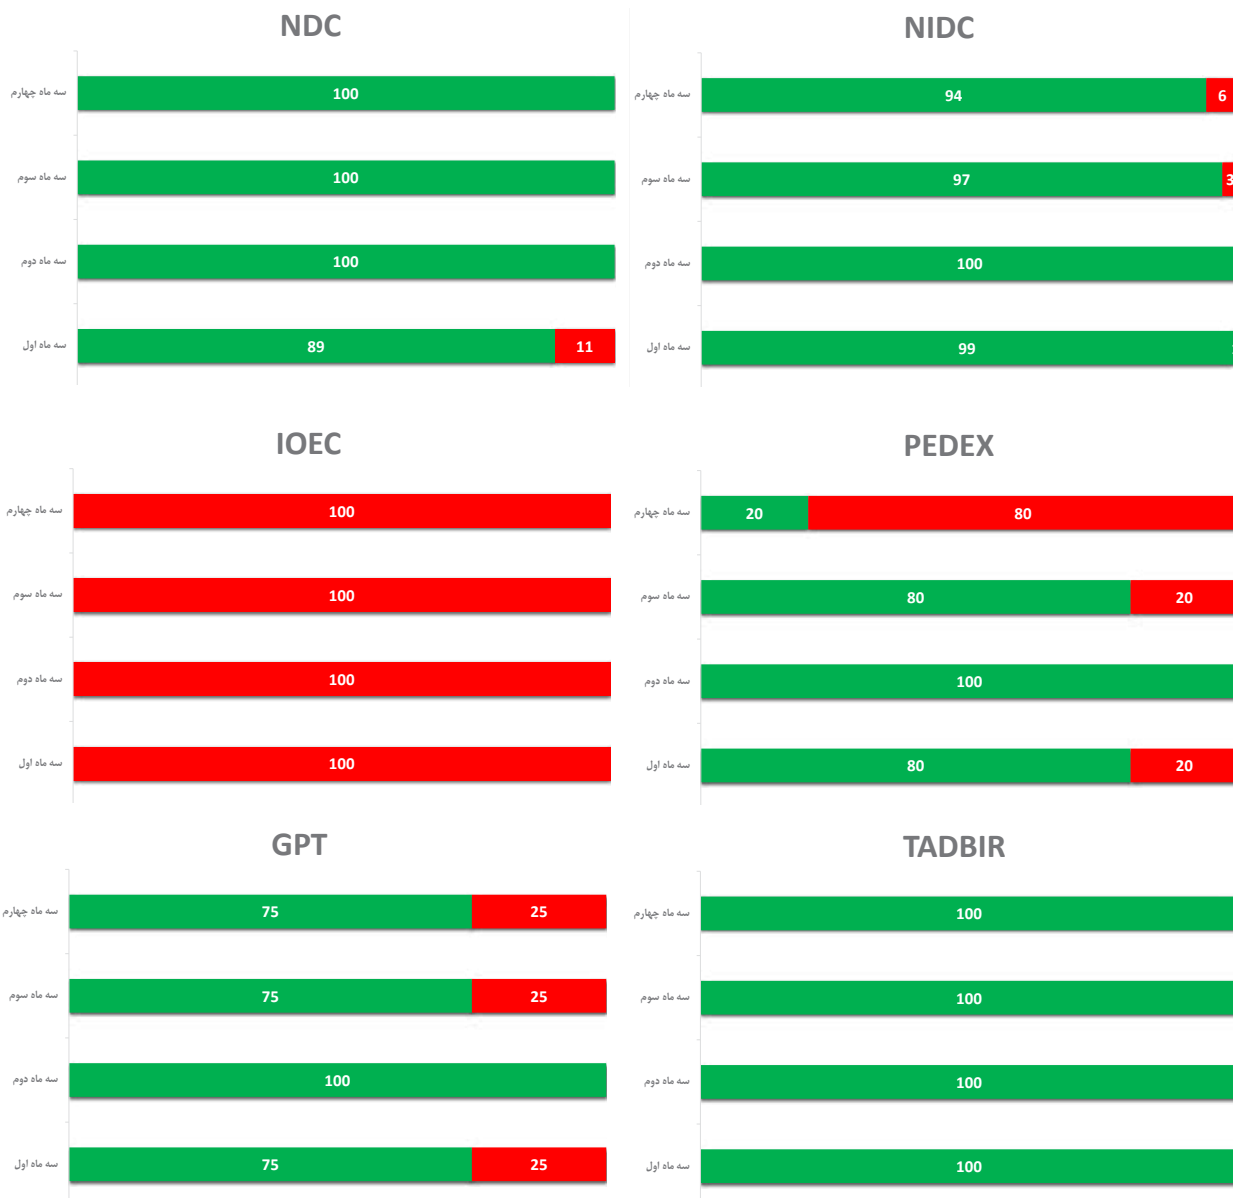 NDC
سه ماه چهارم
100
سه ماه سوم
100
سه ماه دوم
100
سه ماه اول
89 11
NIDC
سه ماه چهارم
94 6
سه ماه سوم
97 3
سه ماه دوم
100
سه ماه اول
99
IOEC
سه ماه چهارم
100
سه ماه سوم
100
سه ماه دوم
100
سه ماه اول
100
PEDEX
سه ماه چهارم
20 80
سه ماه سوم
80 20
سه ماه دوم
100
سه ماه اول
80 20
GPT
سه ماه چهارم
75 25
سه ماه سوم
75 25
سه ماه دوم
100
سه ماه اول
75 25
TADBIR
سه ماه چهارم
100
سه ماه سوم
100
سه ماه دوم
100
سه ماه اول
100